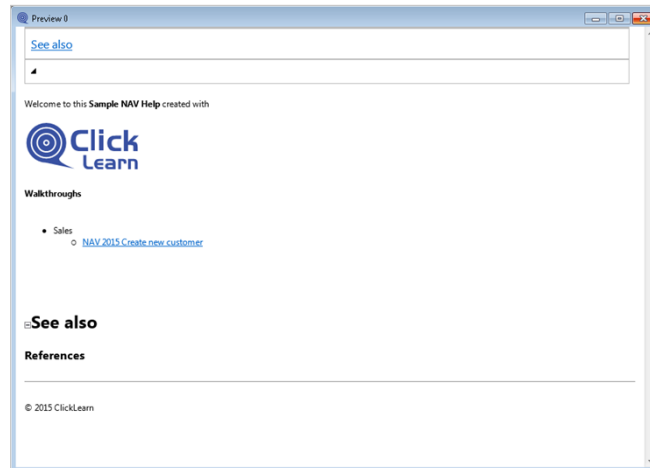 Preview 0
See also
Welcome to this Sample NAV Help created with
Click
Learn
Walkthroughs
Sales
NAV 2015 Create new customer
See also
References
© 2015 ClickLearn